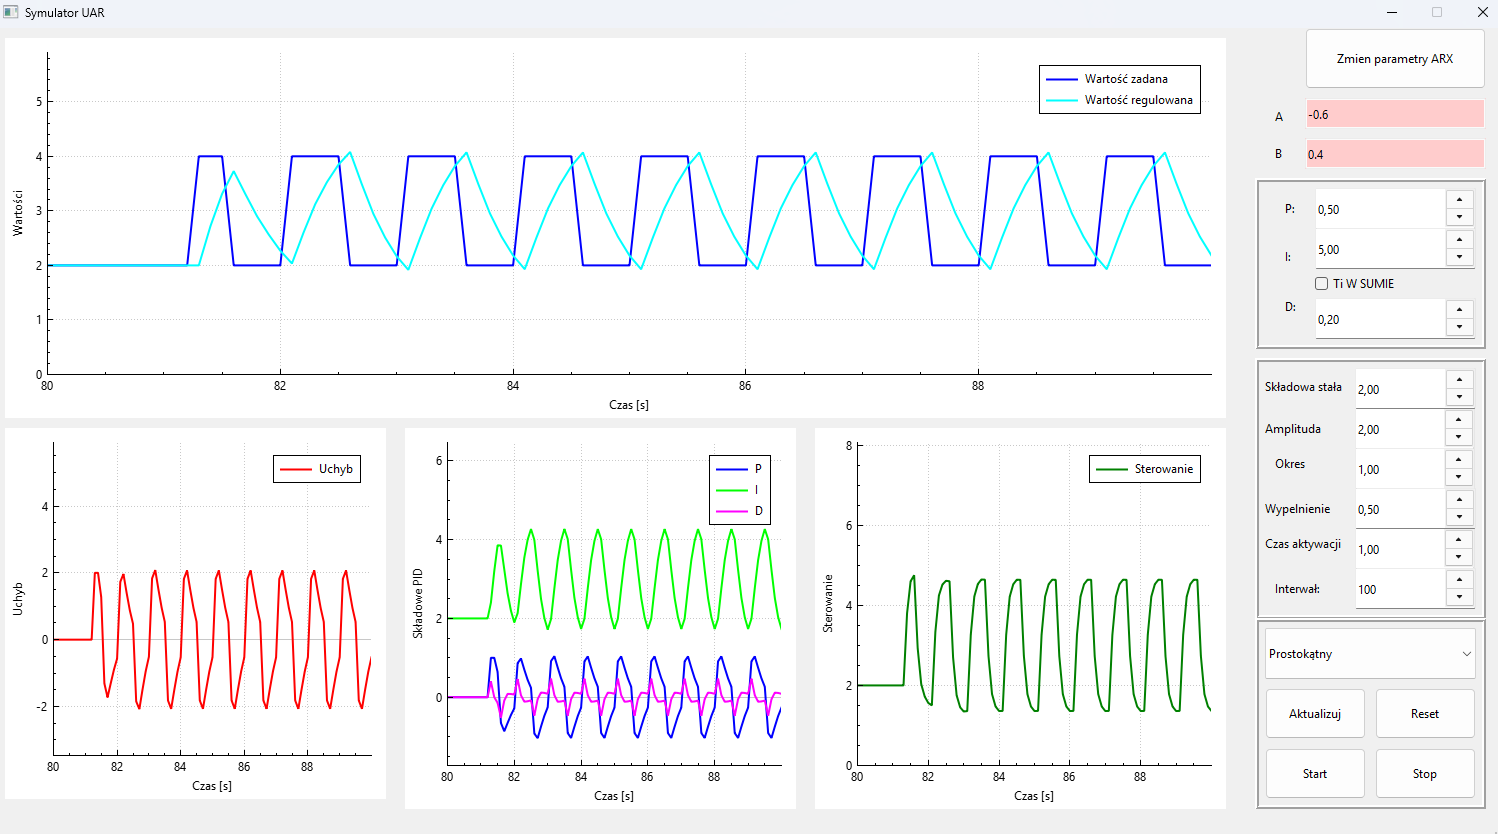 Symulator UAR
Wartości
5
4
3
2
1
0
80
82
84
86
88
Czas [s]
Wartość zadana
Wartość regulowana
Uchyb
4
2
0
-2
80
82
84
86
88
Czas [s]
Uchyb
Składowe PID
6
4
2
0
80
82
84
86
88
Czas [s]
P
I
D
Sterowanie
8
6
4
2
0
80
82
84
86
88
Czas [s]
Sterowanie
Zmien parametry ARX
A -0.6
B 0.4
P: 0,50
I: 5,00
Ti W SUMIE
D: 0,20
Składowa stała 2,00
Amplituda 2,00
Okres 1,00
Wypelnienie 0,50
Czas aktywacji 1,00
Interwał: 100
Prostokątny
Aktualizuj Reset
Start Stop